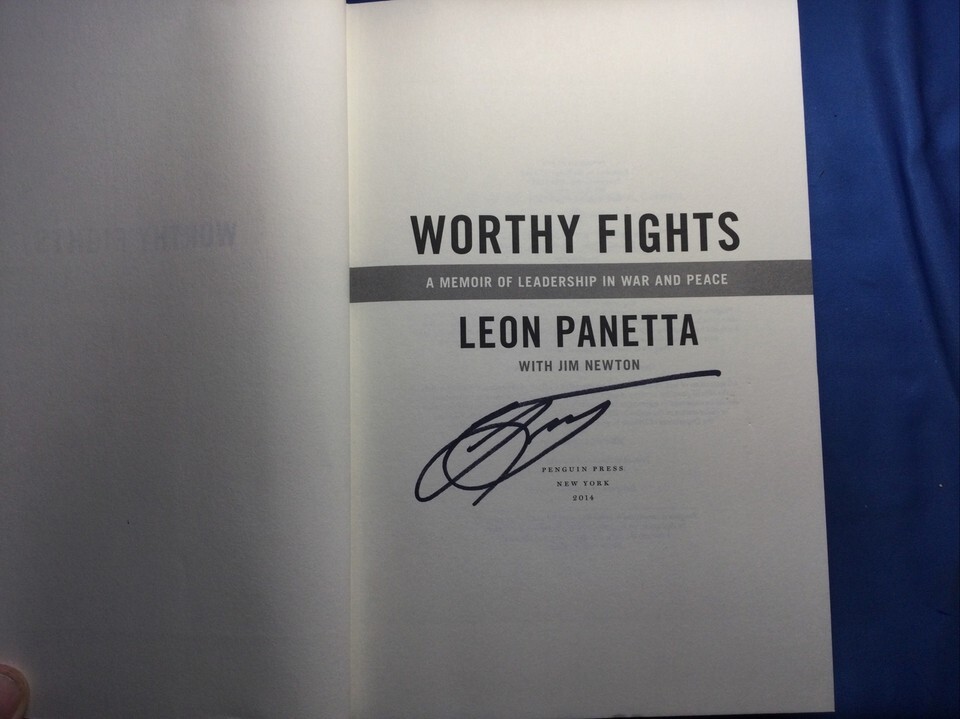 WORTHY FIGHTS
A MEMOIR OF LEADERSHIP IN WAR AND PEACE
LEON PANETTA
WITH JIM NEWTON
PENGUIN PRESS
NEW YORK
2014